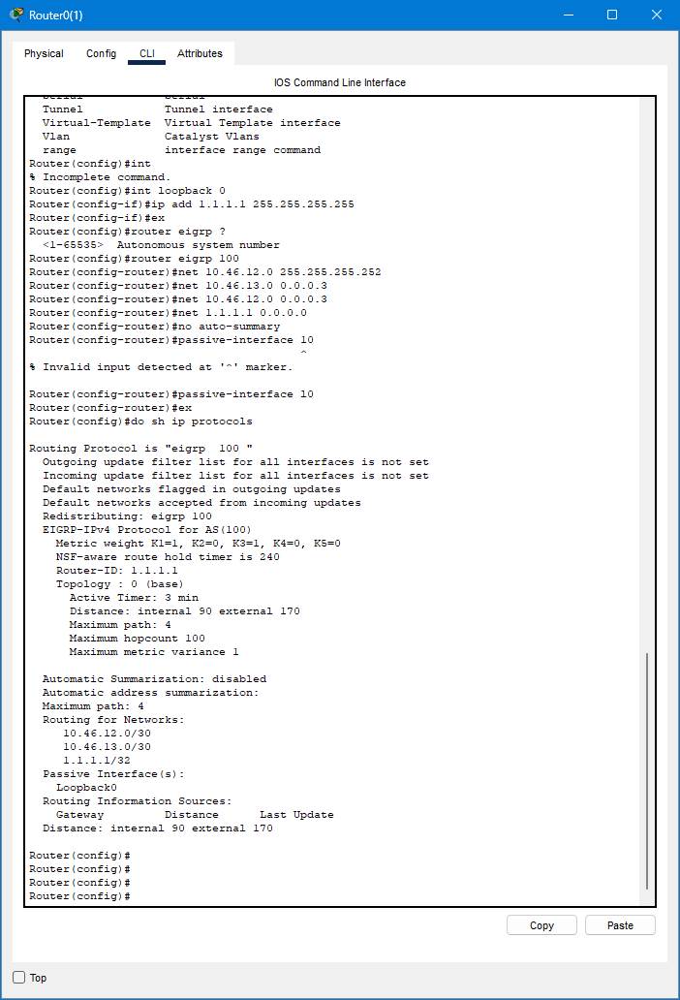 Router0(1)
Physical Config CLI Attributes
IOS Command Line Interface
Serial Serial
Tunnel Tunnel interface
Virtual-Template Virtual Template interface
Vlan Catalyst Vlans
range interface range command
Router(config)#int
% Incomplete command.
Router(config)#int loopback 0
Router(config-if)#ip add 1.1.1.1 255.255.255.255
Router(config-if)#ex
Router(config)#router eigrp ?
<1-65535> Autonomous system number
Router(config)#router eigrp 100
Router(config-router)#net 10.46.12.0 255.255.255.252
Router(config-router)#net 10.46.13.0 0.0.0.3
Router(config-router)#net 10.46.12.0 0.0.0.3
Router(config-router)#net 1.1.1.1 0.0.0.0
Router(config-router)#no auto-summary
Router(config-router)#passive-interface 10
^
% Invalid input detected at '^' marker.
Router(config-router)#passive-interface l0
Router(config-router)#ex
Router(config)#do sh ip protocols
Routing Protocol is "eigrp  100 "
Outgoing update filter list for all interfaces is not set
Incoming update filter list for all interfaces is not set
Default networks flagged in outgoing updates
Default networks accepted from incoming updates
Redistributing: eigrp 100
EIGRP-IPv4 Protocol for AS(100)
Metric weight K1=1, K2=0, K3=1, K4=0, K5=0
NSF-aware route hold timer is 240
Router-ID: 1.1.1.1
Topology : 0 (base)
Active Timer: 3 min
Distance: internal 90 external 170
Maximum path: 4
Maximum hopcount 100
Maximum metric variance 1
Automatic Summarization: disabled
Automatic address summarization:
Maximum path: 4
Routing for Networks:
10.46.12.0/30
10.46.13.0/30
1.1.1.1/32
Passive Interface(s):
Loopback0
Routing Information Sources:
Gateway Distance Last Update
Distance: internal 90 external 170
Router(config)#
Router(config)#
Router(config)#
Router(config)#
Copy Paste
Top